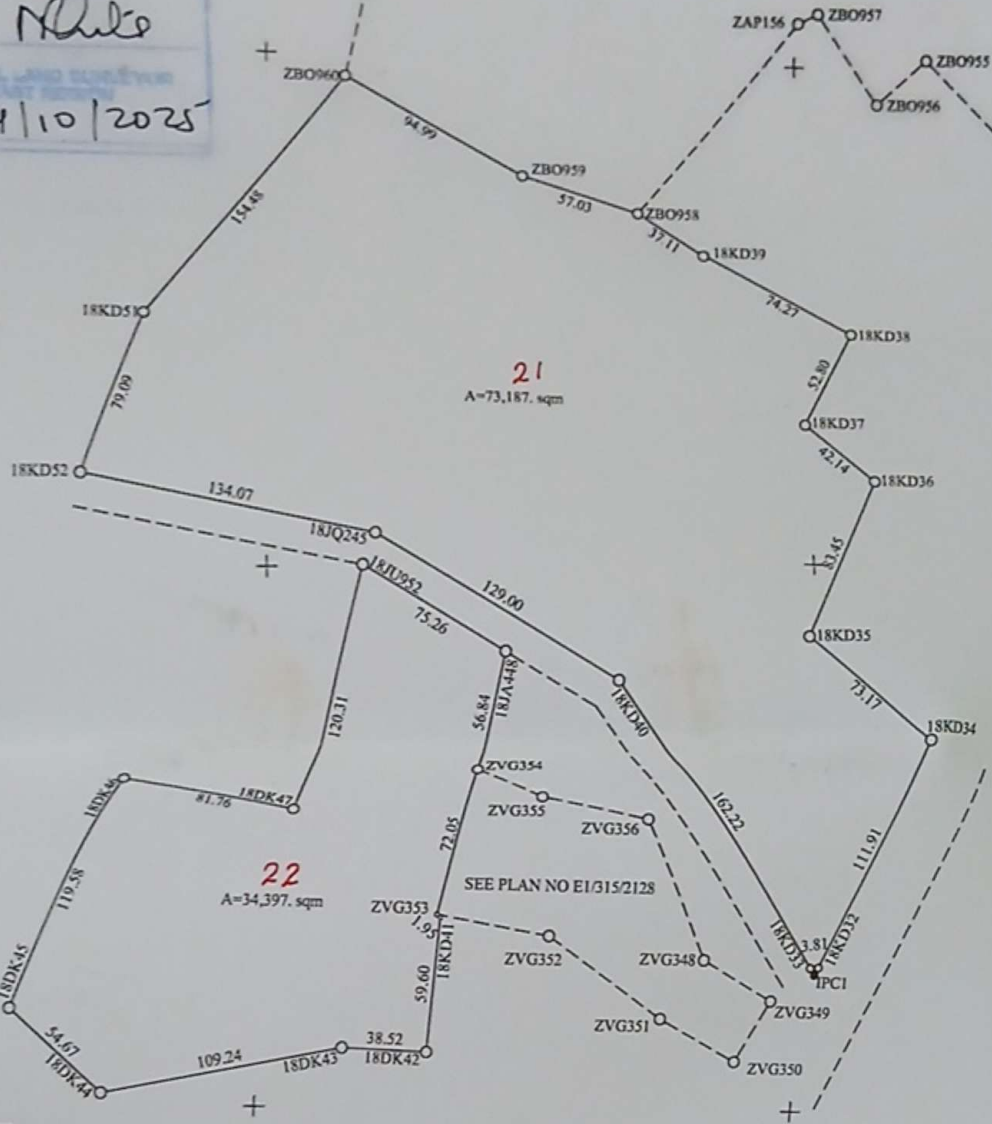 ZAP156
ZBO957
ZBO955
ZBO956
ZBO960
/10/2025
94.99
ZBO959
57.03
ZBO958
37.11
18KD39
154.48
74.27
18KD38
18KD51
52.80
21
A=73,187. sqm
79.09
18KD37
42.14
18KD52
18KD36
134.07
18JQ245
83.45
18JU952
129.00
75.26
18KD35
18JA448
56.84
73.17
18KD40
120.31
18KD34
ZVG354
18DK46
81.76
18DK47
ZVG355
ZVG356
162.22
72.05
111.91
22
A=34,397. sqm
119.58
SEE PLAN NO E1/315/2128
ZVG353
1.95
18KD41
18KD33
3.81
18KD32
ZVG352
ZVG348
IPC1
18DK45
59.60
ZVG349
ZVG351
54.67
38.52
109.24
18DK43
18DK42
ZVG350
18DK44